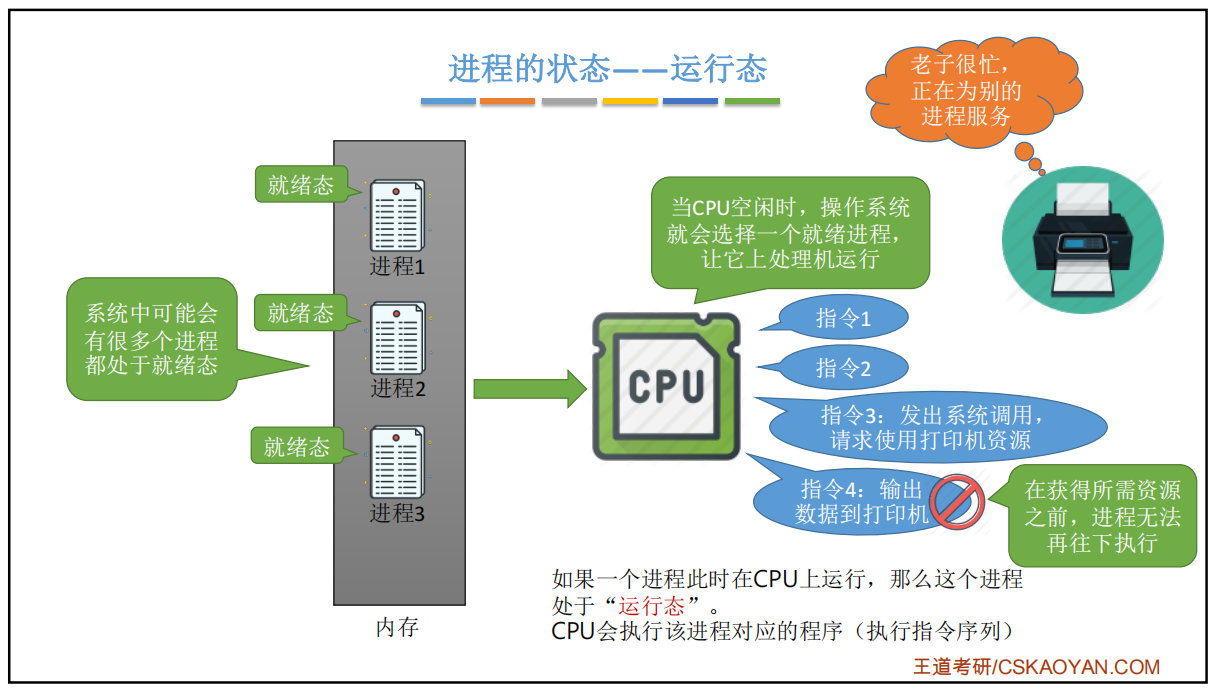 进程的状态——运行态
老子很忙，
正在为别的
进程服务
就绪态
进程1
就绪态
进程2
就绪态
进程3
内存
系统中可能会
有很多个进程
都处于就绪态
当CPU空闲时，操作系统
就会选择一个就绪进程，
让它上处理机运行
CPU
指令1
指令2
指令3：发出系统调用，
请求使用打印机资源
指令4：输出
数据到打印机
在获得所需资源
之前，进程无法
再往下执行
如果一个进程此时在CPU上运行，那么这个进程
处于“运行态”。
CPU会执行该进程对应的程序（执行指令序列）
王道考研/CSKAOYAN.COM